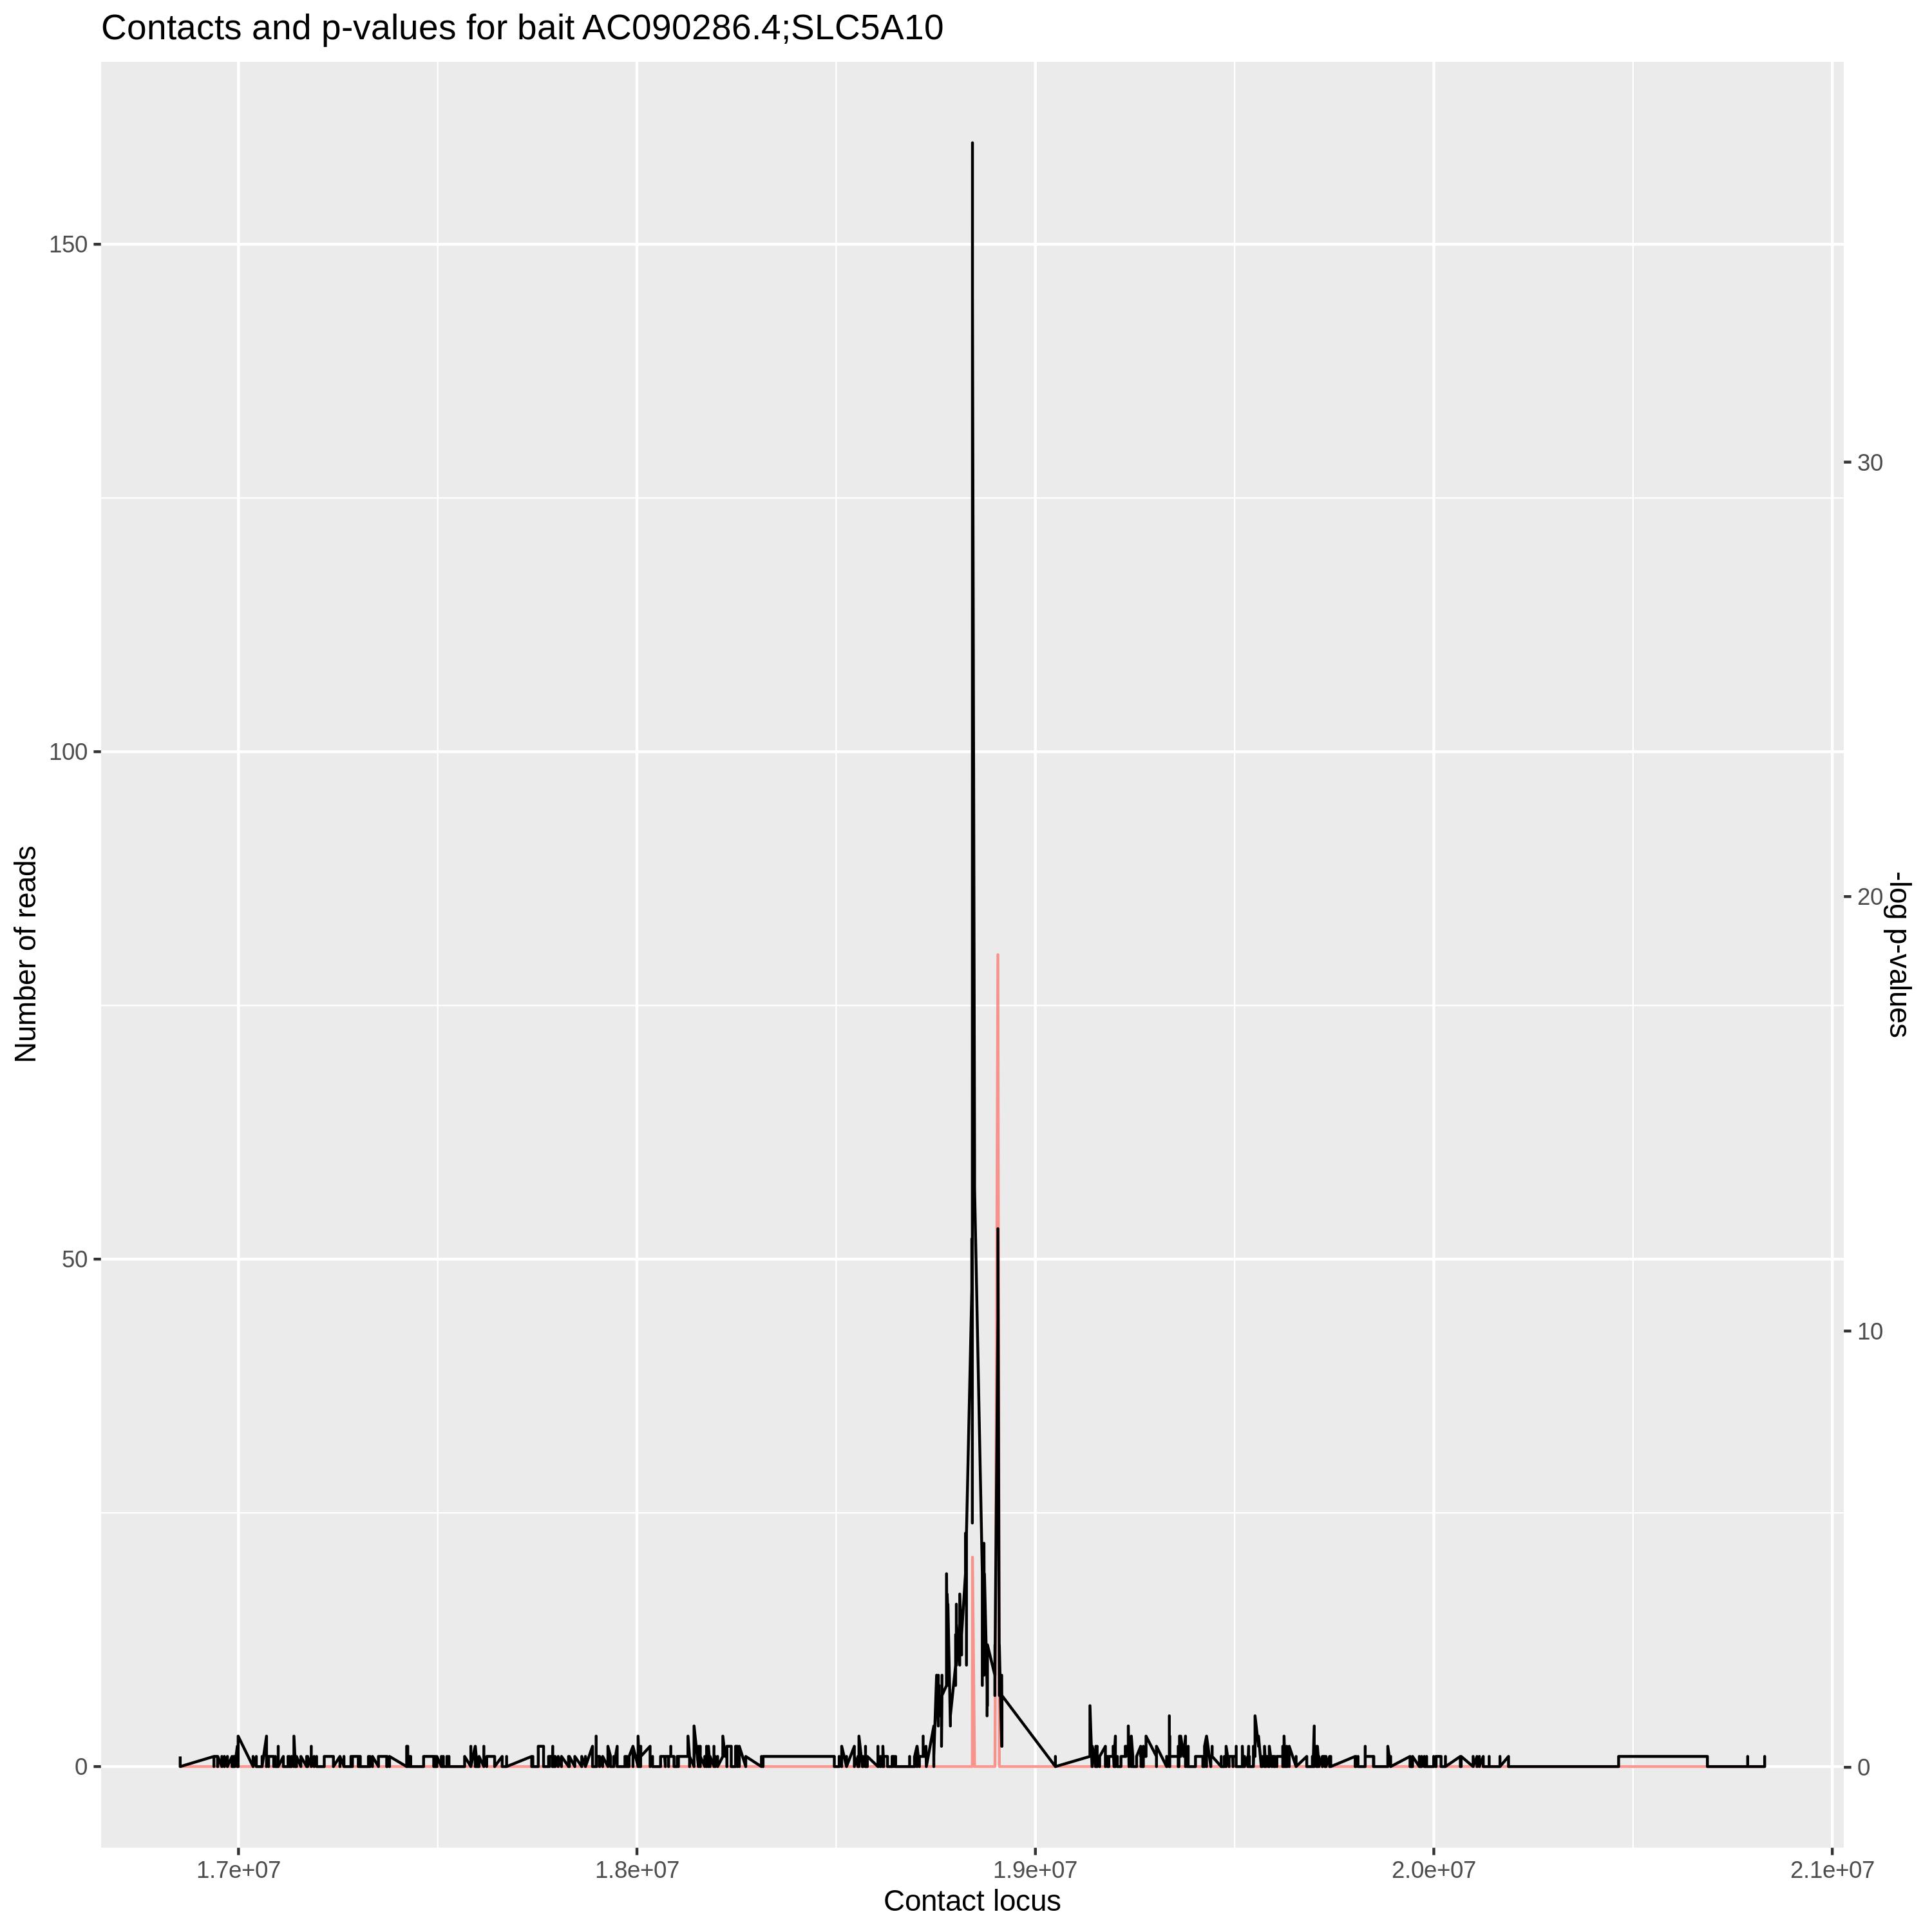 Contacts and p-values for bait AC090286.4;SLC5A10
150
100
50
0
Number of reads
30
20
10
0
-log p-values
1.7e+07
1.8e+07
1.9e+07
2.0e+07
2.1e+07
Contact locus